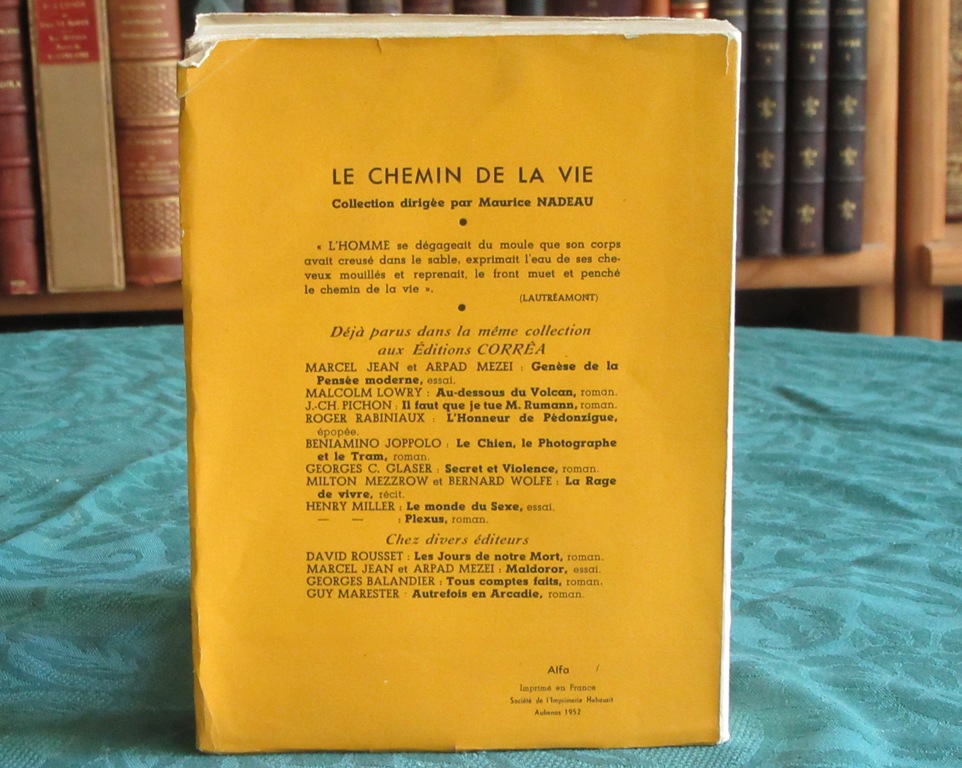 LE CHEMIN DE LA VIE
Collection dirigée par Maurice NADEAU
« L'HOMME se dégageait du moule que son corps
avait creusé dans le sable, exprimait l'eau de ses che-
veux mouillés et reprenait, le front muet et penché
le chemin de la vie ».
(LAUTRÉAMONT)
Déjà parus dans la même collection
aux Éditions CORRÊA
MARCEL JEAN et ARPAD MEZEI : Genèse de la
Pensée moderne, essai.
MALCOLM LOWRY : Au-dessous du Volcan, roman.
J.-CH. PICHON : Il faut que je tue M. Rumann, roman.
ROGER RABINIAUX : L'Honneur de Pédonzigue,
épopée.
BENIAMINO JOPPOLO : Le Chien, le Photographe
et le Tram, roman.
GEORGES C. GLASER : Secret et Violence, roman.
MILTON MEZZROW et BERNARD WOLFE : La Rage
de vivre, récit.
HENRY MILLER : Le monde du Sexe, essai.
— — : Plexus, roman.
Chez divers éditeurs
DAVID ROUSSET : Les Jours de notre Mort, roman.
MARCEL JEAN et ARPAD MEZEI : Maldoror, essai.
GEORGES BALANDIER : Tous comptes faits, roman.
GUY MARESTER : Autrefois en Arcadie, roman.
Alfa
Imprimé en France
Société de l'Imprimerie Habauzit
Aubenas 1952